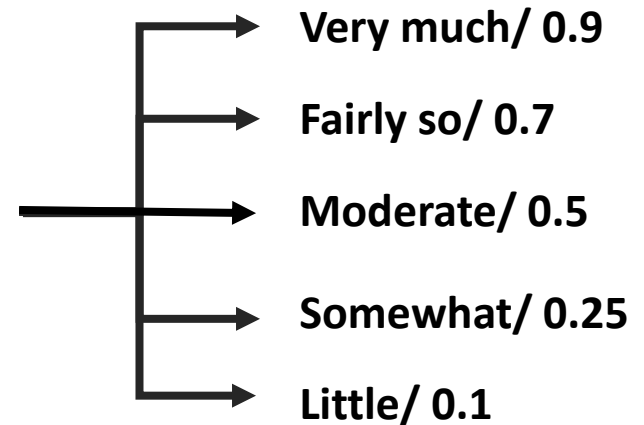 Very much/ 0.9
Fairly so/ 0.7
Moderate/ 0.5
Somewhat/ 0.25
Little/ 0.1